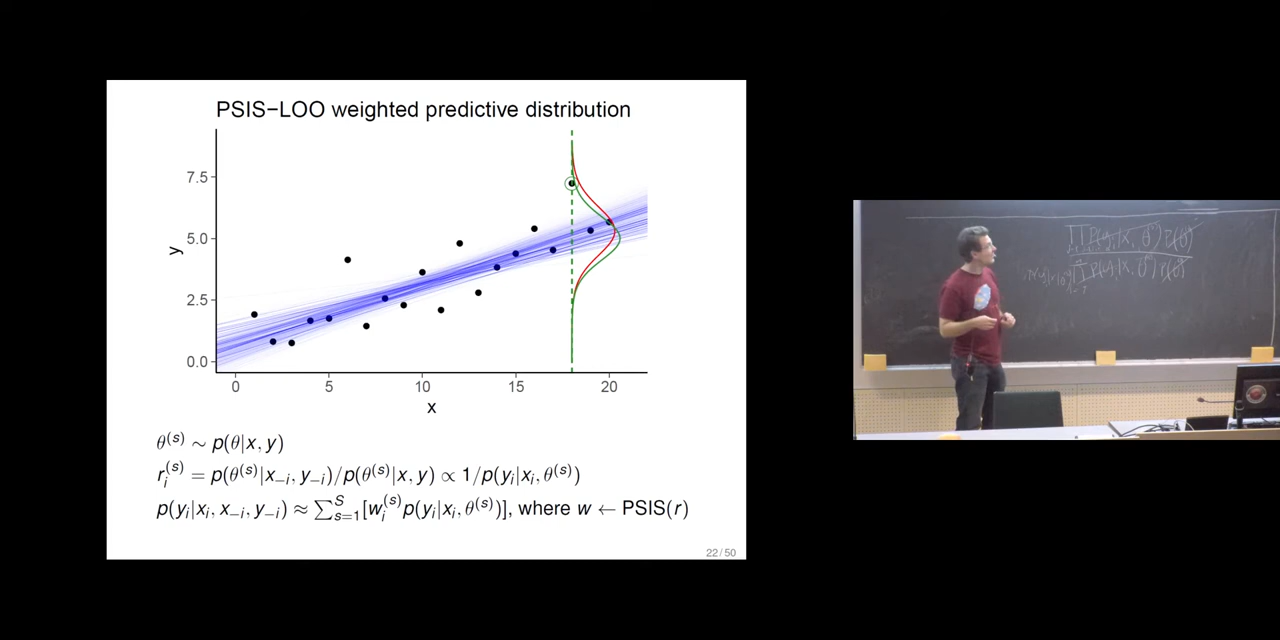 PSIS−LOO weighted predictive distribution
7.5
5.0
2.5
0.0
y
0 5 10 15 20
x
θ^(s) ∼ p(θ|x, y)
r_i^(s) = p(θ^(s)|x_−i, y_−i)/p(θ^(s)|x, y) ∝ 1/p(y_i|x_i, θ^(s))
p(y_i|x_i, x_−i, y_−i) ≈ ∑_{s=1}^{S}[w_i^(s) p(y_i|x_i, θ^(s))], where w ← PSIS(r)
22 / 50